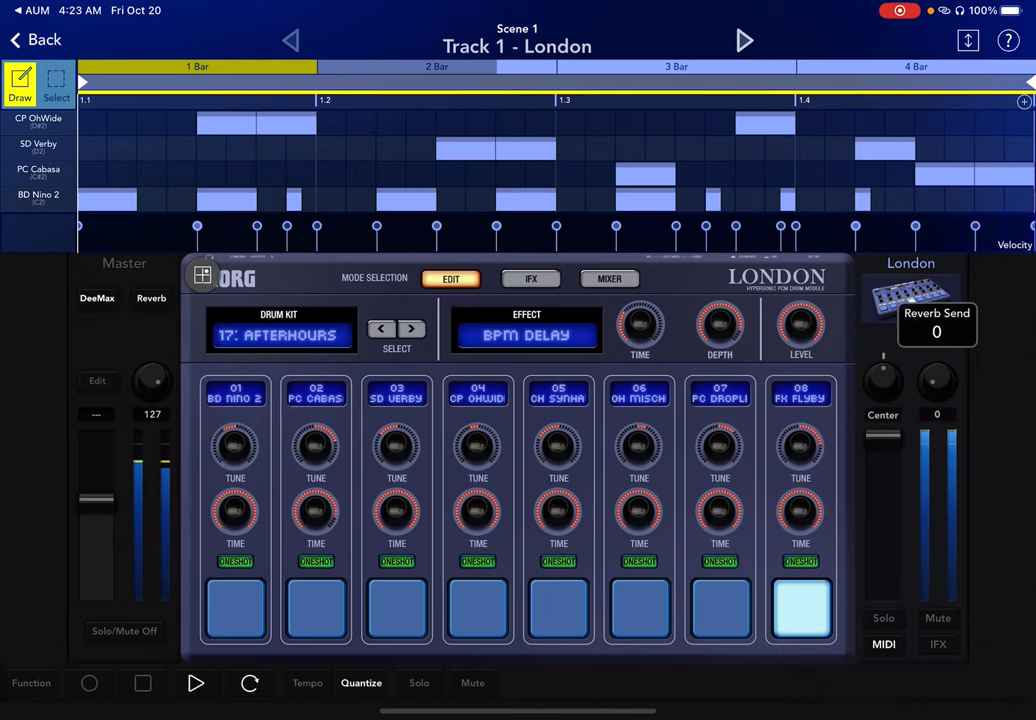 ◀ AUM 4:23 AM Fri Oct 20 100%
Back
Scene 1
Track 1 - London
Draw Select
1 Bar 2 Bar 3 Bar 4 Bar
1.1 1.2 1.3 1.4
CP OhWide
(D#2)
SD Verby
(D2)
PC Cabasa
(C#2)
BD Nino 2
(C2)
Velocity
Master
DeeMax Reverb
Edit
--- 127
Solo/Mute Off
ORG
MODE SELECTION EDIT IFX MIXER
LONDON
HYPERSONIC PCM DRUM MODULE
DRUM KIT
17: AFTERHOURS
SELECT
EFFECT
BPM DELAY
TIME DEPTH LEVEL
01 02 03 04 05 06 07 08
BD NINO 2 PC CABAS SD VERBY CP OHWID CH SYNHA OH MISCH PC DROPL FX FLYBY
TUNE TUNE TUNE TUNE TUNE TUNE TUNE TUNE
TIME TIME TIME TIME TIME TIME TIME TIME
ONESHOT ONESHOT ONESHOT ONESHOT ONESHOT ONESHOT ONESHOT ONESHOT
London
Reverb Send
0
Center 0
Solo Mute
MIDI IFX
Function Tempo Quantize Solo Mute